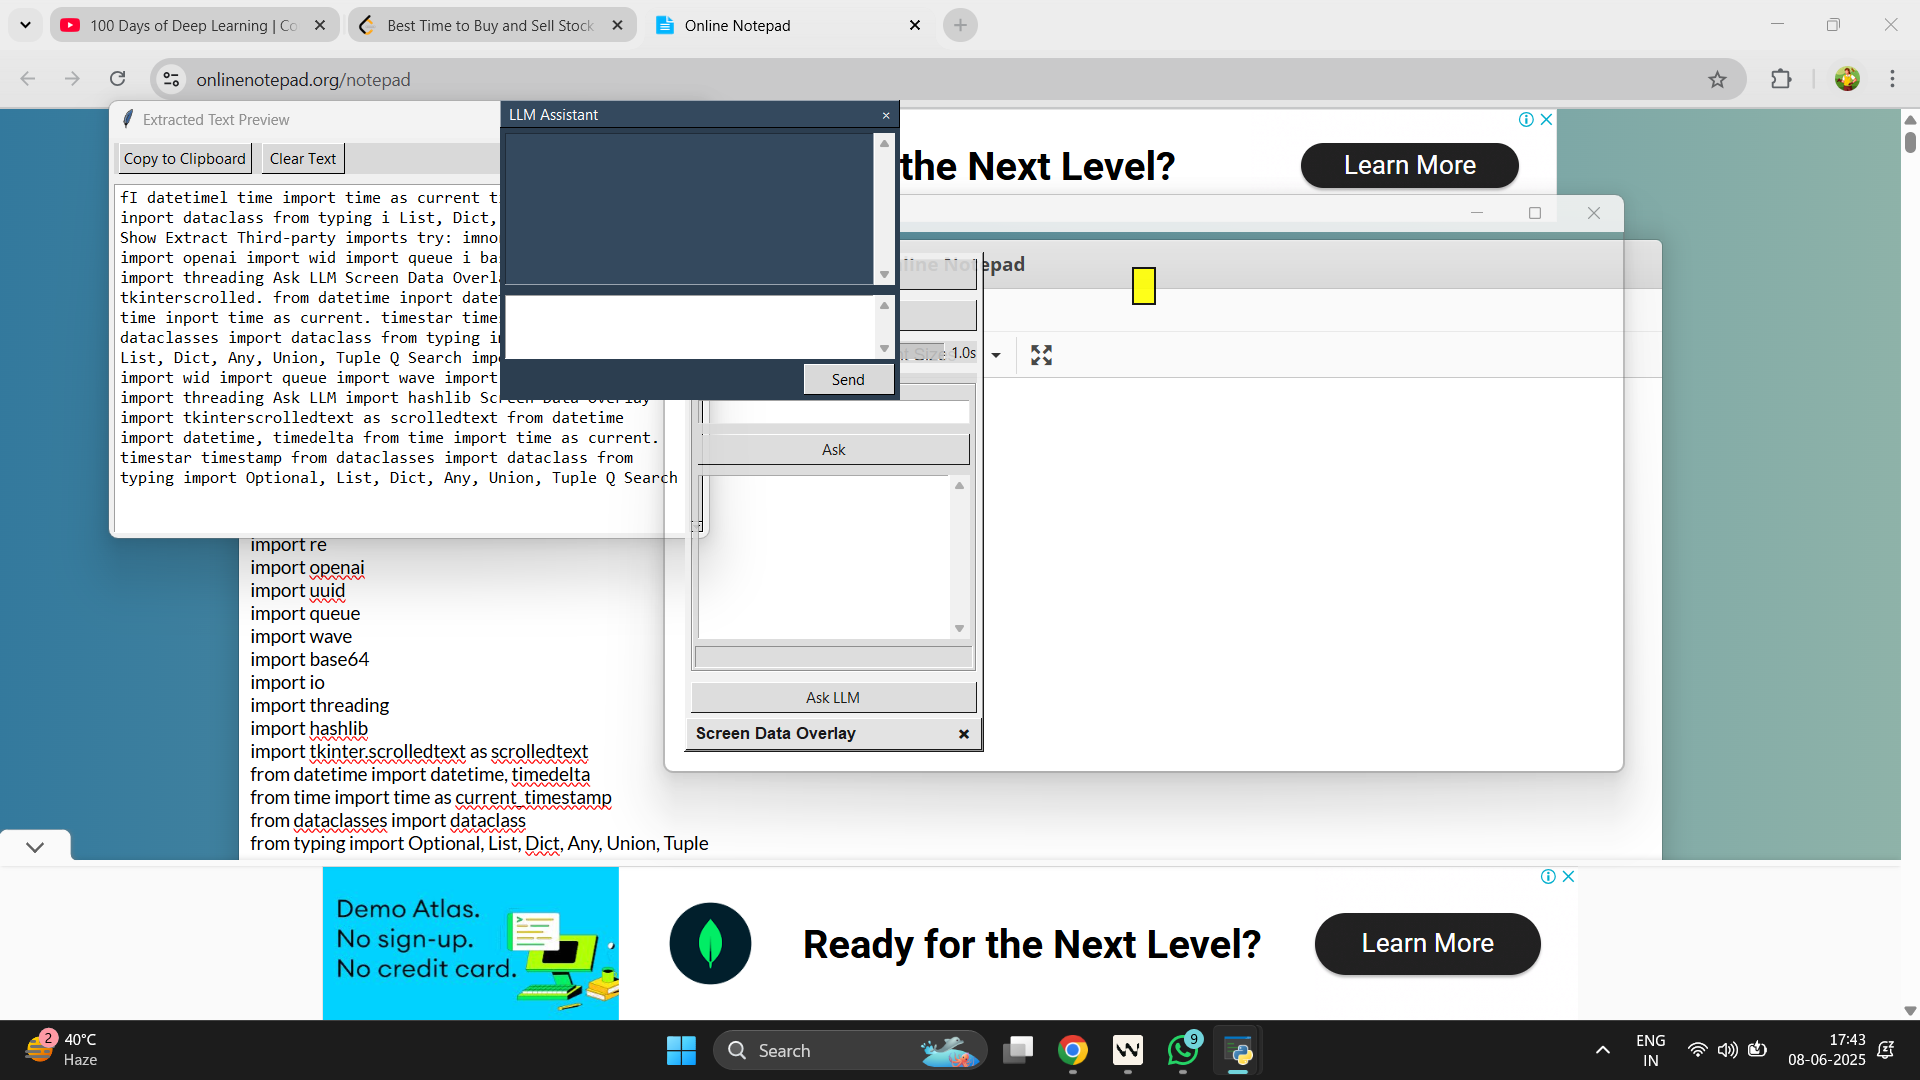 100 Days of Deep Learning | Co
Best Time to Buy and Sell Stock
Online Notepad
onlinenotepad.org/notepad
Extracted Text Preview
Copy to Clipboard
Clear Text
fI datetimel time import time as current t
inport dataclass from typing i List, Dict,
Show Extract Third-party imports try: imno
import openai import wid import queue i ba
import threading Ask LLM Screen Data Overl
tkinterscrolled. from datetime inport date
time inport time as current. timestar time
dataclasses import dataclass from typing i
List, Dict, Any, Union, Tuple Q Search imp
import wid import queue import wave import
import threading Ask LLM import hashlib Screen Data Overlay
import tkinterscrolledtext as scrolledtext from datetime
import datetime, timedelta from time import time as current.
timestar timestamp from dataclasses import dataclass from
typing import Optional, List, Dict, Any, Union, Tuple Q Search
LLM Assistant
Send
the Next Level?
Learn More
line Notepad
nt Size
1.0s
Ask
Ask LLM
Screen Data Overlay
import re
import openai
import uuid
import queue
import wave
import base64
import io
import threading
import hashlib
import tkinter.scrolledtext as scrolledtext
from datetime import datetime, timedelta
from time import time as current_timestamp
from dataclasses import dataclass
from typing import Optional, List, Dict, Any, Union, Tuple
Demo Atlas.
No sign-up.
No credit card.
Ready for the Next Level?
Learn More
2
40°C
Haze
Search
9
ENG
IN
17:43
08-06-2025